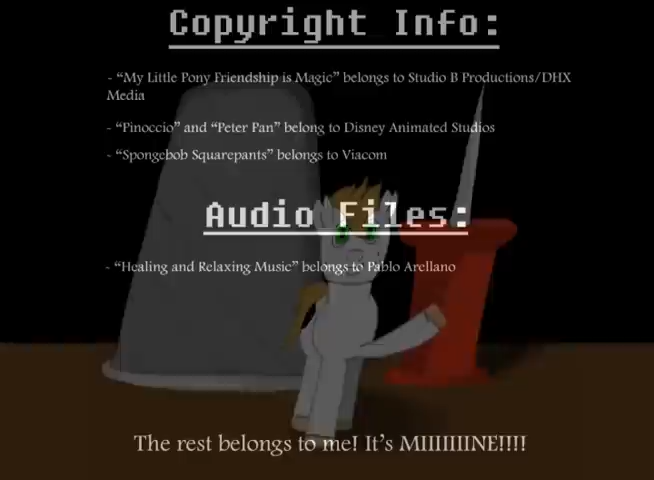 Copyright Info:
- “My Little Pony Friendship is Magic” belongs to Studio B Productions/DHX
Media
- “Pinoccio” and “Peter Pan” belong to Disney Animated Studios
- “Spongebob Squarepants” belongs to Viacom
Audio Files:
- “Healing and Relaxing Music” belongs to Pablo Arellano
The rest belongs to me! It’s MIIIIIIINE!!!!